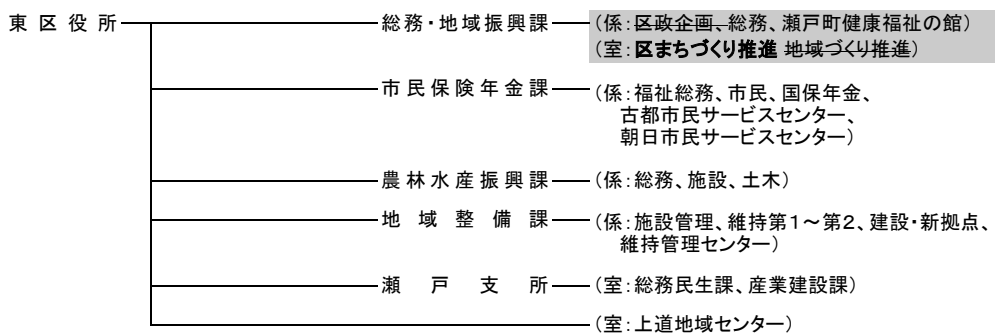 東区役所 総務・地域振興課 (係：区政企画、総務、瀬戸町健康福祉の館)
(室：区まちづくり推進 地域づくり推進)
市民保険年金課 (係：福祉総務、市民、国保年金、
古都市民サービスセンター、
朝日市民サービスセンター)
農林水産振興課 (係：総務、施設、土木)
地域整備課 (係：施設管理、維持第1～第2、建設・新拠点、
維持管理センター)
瀬戸支所 (室：総務民生課、産業建設課)
(室：上道地域センター)